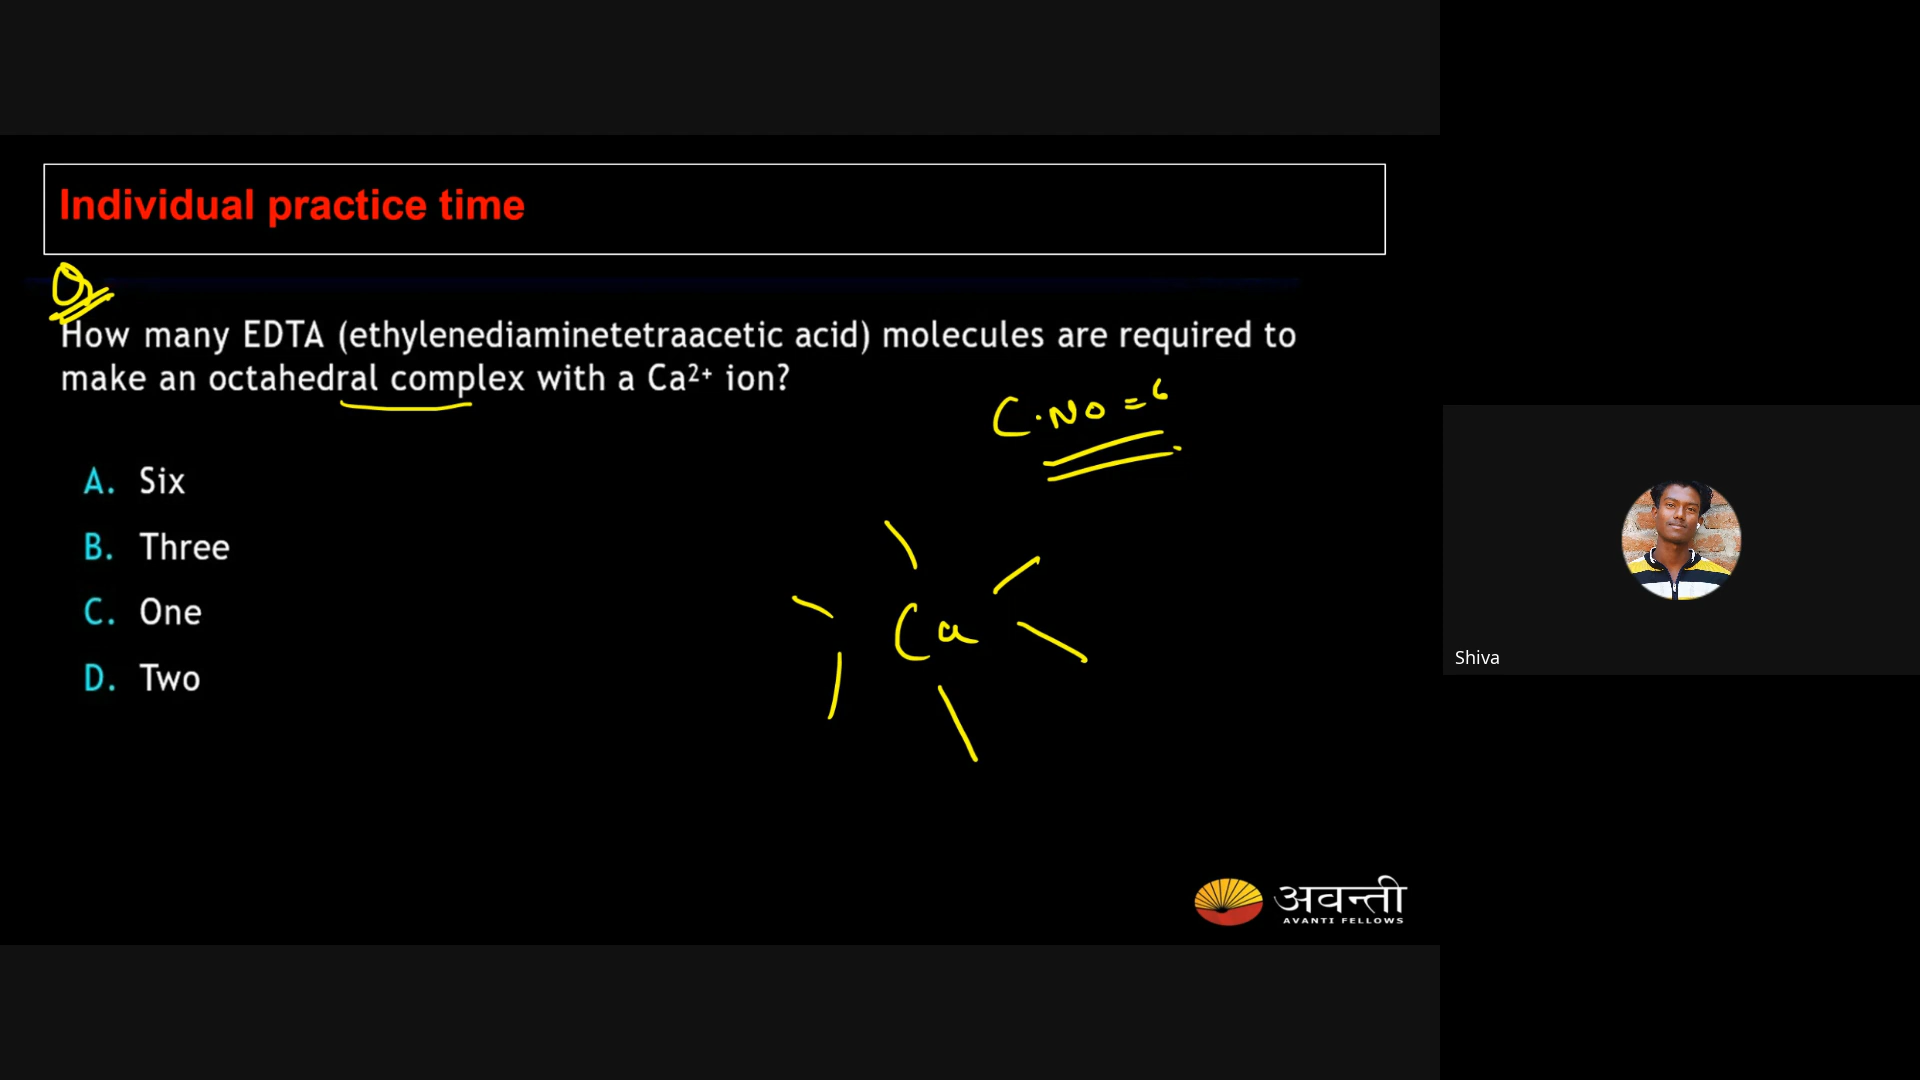 Individual practice time
Q
How many EDTA (ethylenediaminetetraacetic acid) molecules are required to
make an octahedral complex with a Ca²⁺ ion?
C.NO = 6
A. Six
B. Three
C. One
D. Two
Ca
Shiva
अवन्ती
AVANTI FELLOWS